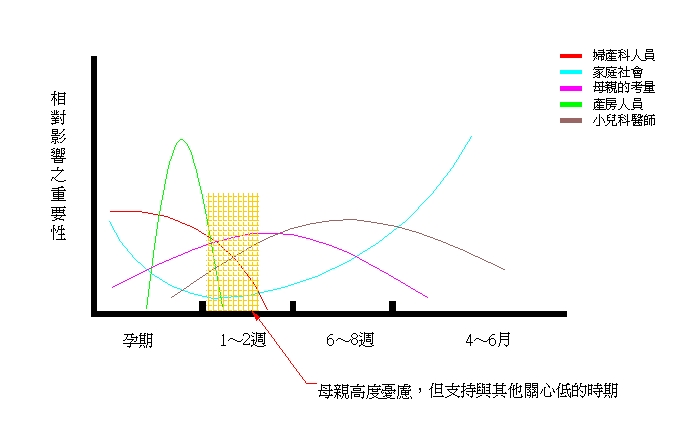 婦產科人員
家庭社會
母親的考量
產房人員
小兒科醫師
相對影響之重要性
孕期
1～2週
6～8週
4～6月
母親高度憂慮，但支持與其他關心低的時期